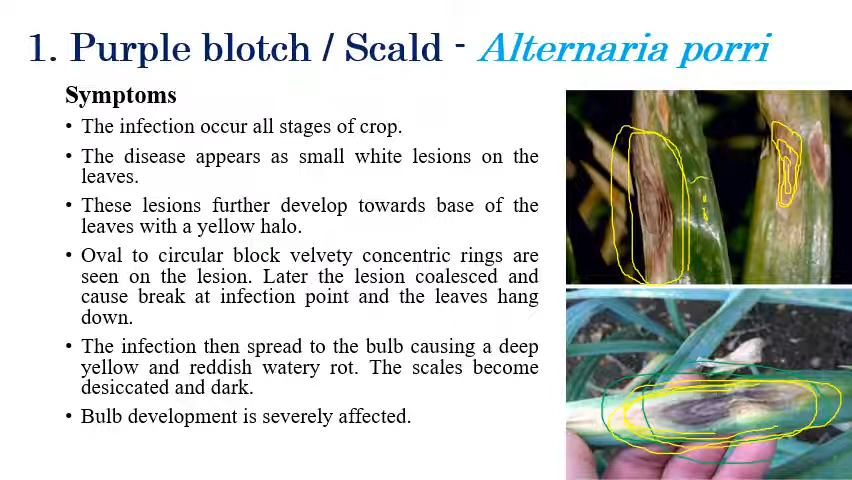 1. Purple blotch / Scald - Alternaria porri
Symptoms
• The infection occur all stages of crop.
• The disease appears as small white lesions on the
leaves.
• These lesions further develop towards base of the
leaves with a yellow halo.
• Oval to circular block velvety concentric rings are
seen on the lesion. Later the lesion coalesced and
cause break at infection point and the leaves hang
down.
• The infection then spread to the bulb causing a deep
yellow and reddish watery rot. The scales become
desiccated and dark.
• Bulb development is severely affected.